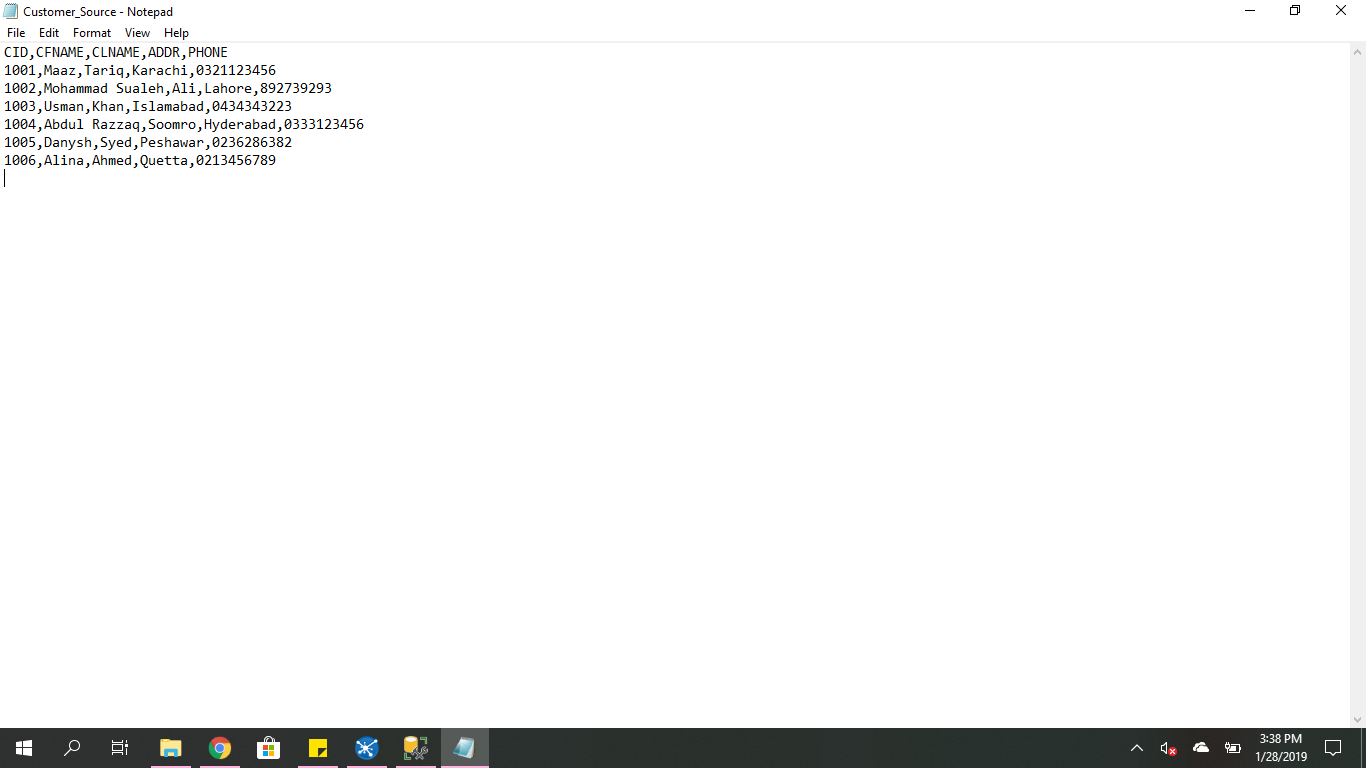 Customer_Source - Notepad
File Edit Format View Help
CID,CFNAME,CLNAME,ADDR,PHONE
1001,Maaz,Tariq,Karachi,0321123456
1002,Mohammad Sualeh,Ali,Lahore,892739293
1003,Usman,Khan,Islamabad,0434343223
1004,Abdul Razzaq,Soomro,Hyderabad,0333123456
1005,Danysh,Syed,Peshawar,0236286382
1006,Alina,Ahmed,Quetta,0213456789
3:38 PM
1/28/2019